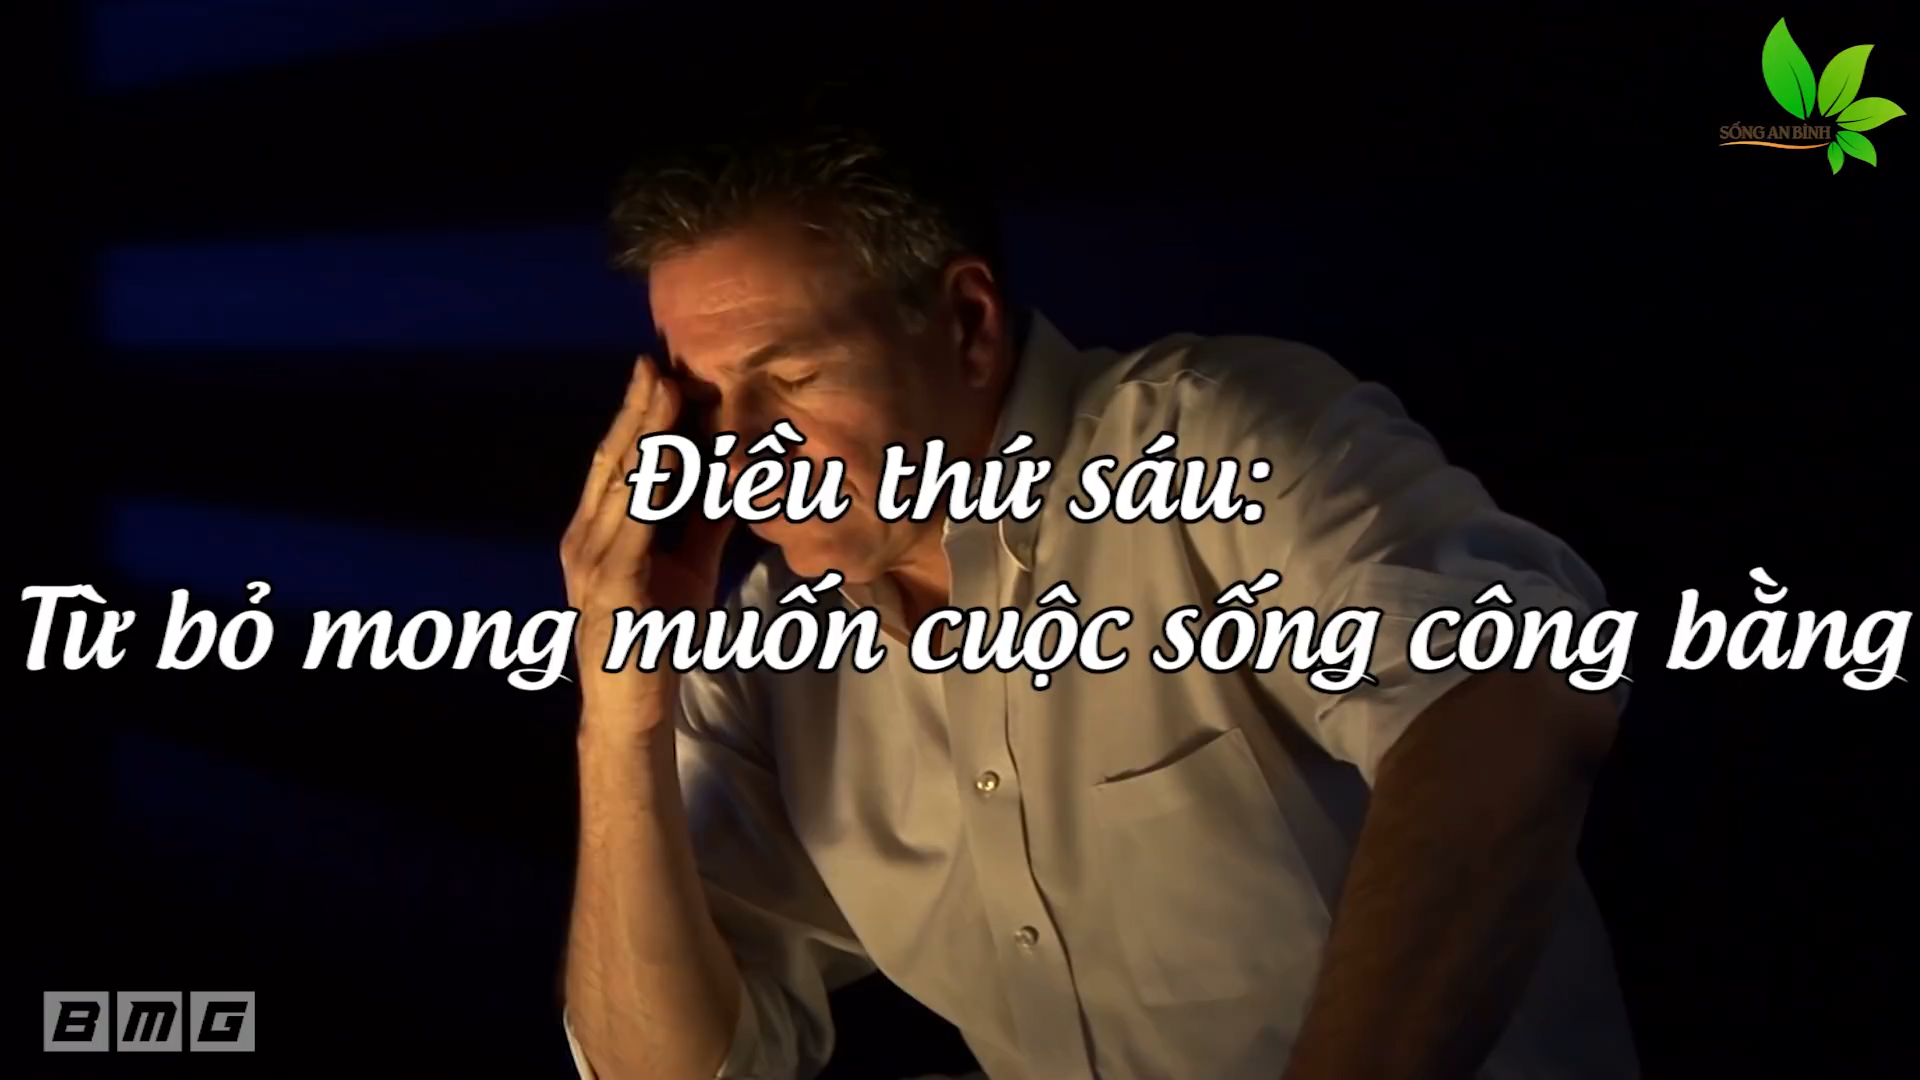 SỐNG AN BÌNH
Điều thứ sáu:
Từ bỏ mong muốn cuộc sống công bằng
BMG